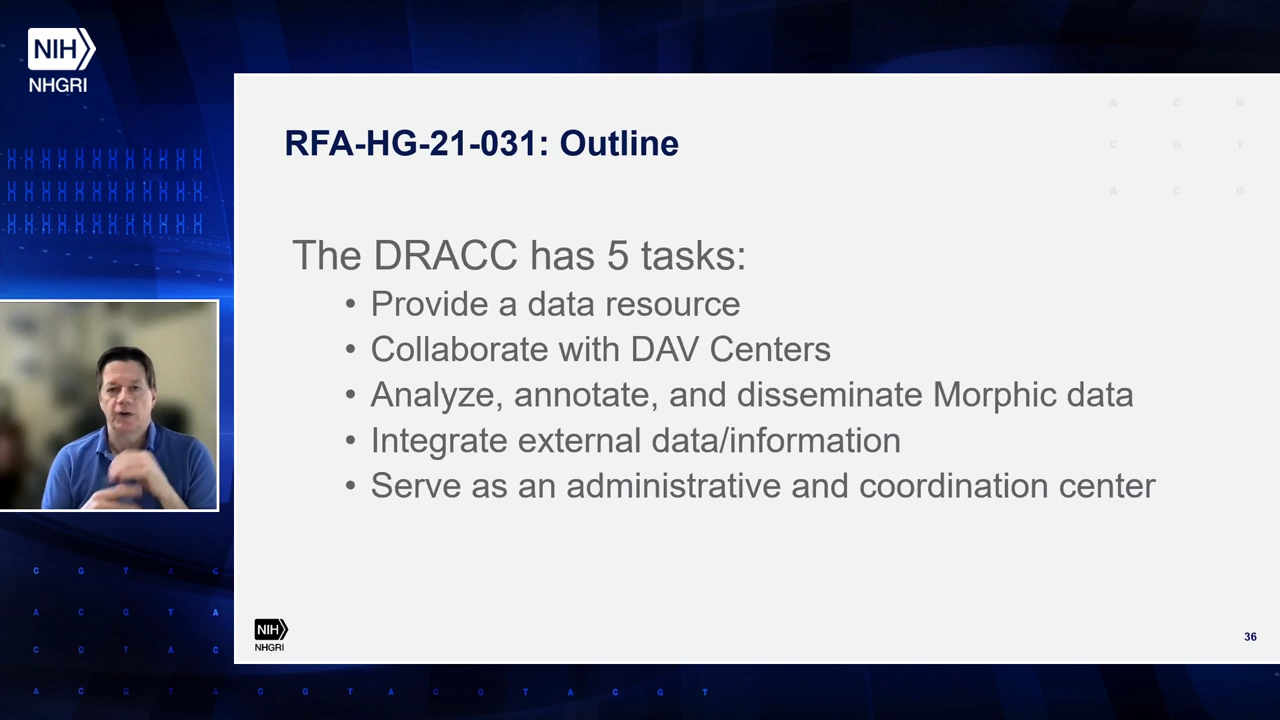 NIH
NHGRI
A C G
RFA-HG-21-031: Outline
C G T
A C G
The DRACC has 5 tasks:
• Provide a data resource
• Collaborate with DAV Centers
• Analyze, annotate, and disseminate Morphic data
• Integrate external data/information
• Serve as an administrative and coordination center
C G T A C
A C G T A
NIH
NHGRI
36
C G T A C
A C G T A C G T A C G T A C G T